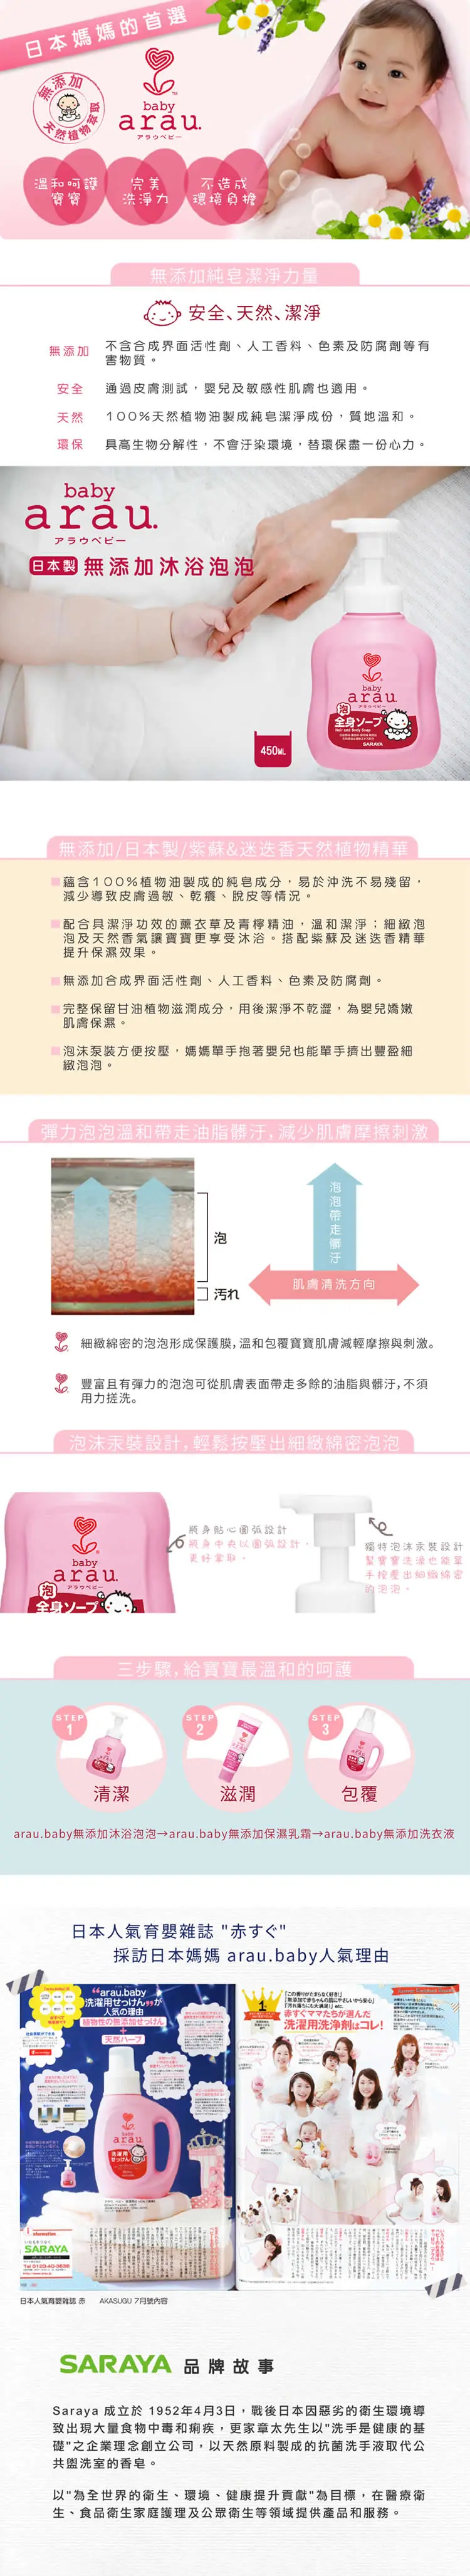 日本媽媽的首選
無添加
天然植物萃取
baby
arau.
アラウベビー
溫和呵護
寶寶
完美
洗淨力
不造成
環境負擔
無添加純皂潔淨力量
安全、天然、潔淨
無添加 不含合成界面活性劑、人工香料、色素及防腐劑等有
害物質。
安全 通過皮膚測試，嬰兒及敏感性肌膚也適用。
天然 100%天然植物油製成純皂潔淨成份，質地溫和。
環保 具高生物分解性，不會汙染環境，替環保盡一份心力。
baby
arau.
アラウベビー
日本製 無添加沐浴泡泡
baby
arau.
アラウベビー
泡
全身ソープ
Hair and Body Soap
SARAYA
450ML
無添加/日本製/紫蘇&迷迭香天然植物精華
蘊含100%植物油製成的純皂成分，易於沖洗不易殘留，
減少導致皮膚過敏、乾癢、脫皮等情況。
配合具潔淨功效的薰衣草及青檸精油，溫和潔淨；細緻泡
泡及天然香氣讓寶寶更享受沐浴。搭配紫蘇及迷迭香精華
提升保濕效果。
無添加合成界面活性劑、人工香料、色素及防腐劑。
完整保留甘油植物滋潤成分，用後潔淨不乾澀，為嬰兒嬌嫩
肌膚保濕。
泡沫泵裝方便按壓，媽媽單手抱著嬰兒也能單手擠出豐盈細
緻泡泡。
彈力泡泡溫和帶走油脂髒汙,減少肌膚摩擦刺激
泡
汚れ
泡泡帶走髒汙
肌膚清洗方向
細緻綿密的泡泡形成保護膜,溫和包覆寶寶肌膚減輕摩擦與刺激。
豐富且有彈力的泡泡可從肌膚表面帶走多餘的油脂與髒汙,不須
用力搓洗。
泡沫汞裝設計,輕鬆按壓出細緻綿密泡泡
baby
arau.
アラウベビー
泡
全身ソープ
瓶身貼心圓弧設計
瓶身中央以圓弧設計，
更好拿取。
獨特泡沫汞裝設計
幫寶寶洗澡也能單
手按壓出細緻綿密
的泡泡。
三步驟,給寶寶最溫和的呵護
STEP
1
清潔
STEP
2
滋潤
STEP
3
包覆
arau.baby無添加沐浴泡泡→arau.baby無添加保濕乳霜→arau.baby無添加洗衣液
日本人氣育嬰雜誌 "赤すぐ"
採訪日本媽媽 arau.baby人氣理由
"arau.baby
洗濯用せっけん"が
人気の理由
植物性の無添加せっけん
+
天然ハーブ
baby
arau.
洗濯用
せっけん
SARAYA
1
赤すぐママたちが選んだ
洗濯用洗浄剤はコレ!
日本人氣育嬰雜誌 赤 AKASUGU 7月號內容
SARAYA 品牌故事
Saraya 成立於 1952年4月3日，戰後日本因惡劣的衛生環境導
致出現大量食物中毒和痢疾，更家章太先生以"洗手是健康的基
礎"之企業理念創立公司，以天然原料製成的抗菌洗手液取代公
共盥洗室的香皂。
以"為全世界的衛生、環境、健康提升貢獻"為目標，在醫療衛
生、食品衛生家庭護理及公眾衛生等領域提供產品和服務。